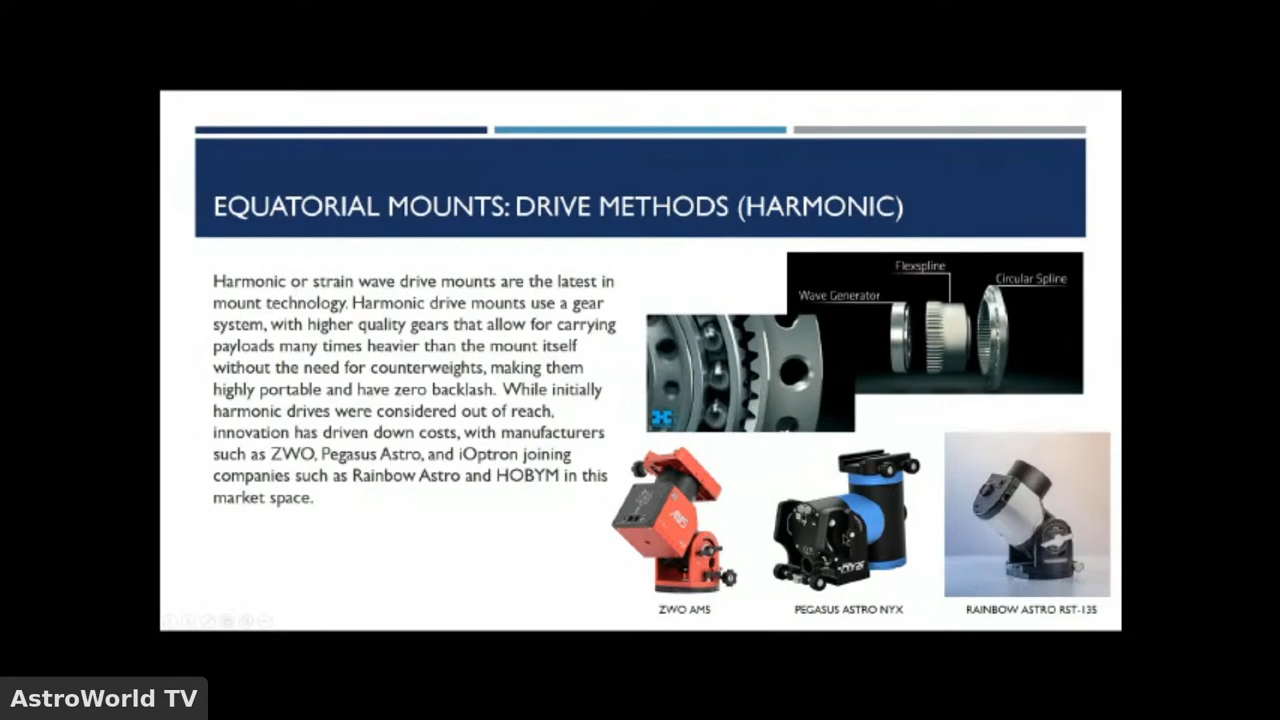 EQUATORIAL MOUNTS: DRIVE METHODS (HARMONIC)
Harmonic or strain wave drive mounts are the latest in
mount technology. Harmonic drive mounts use a gear
system, with higher quality gears that allow for carrying
payloads many times heavier than the mount itself
without the need for counterweights, making them
highly portable and have zero backlash. While initially
harmonic drives were considered out of reach,
innovation has driven down costs, with manufacturers
such as ZWO, Pegasus Astro, and iOptron joining
companies such as Rainbow Astro and HOBYM in this
market space.
Flexspline
Circular Spline
Wave Generator
AM5
ZWO AM5
PEGASUS ASTRO NYX
RAINBOW ASTRO RST-135
AstroWorld TV